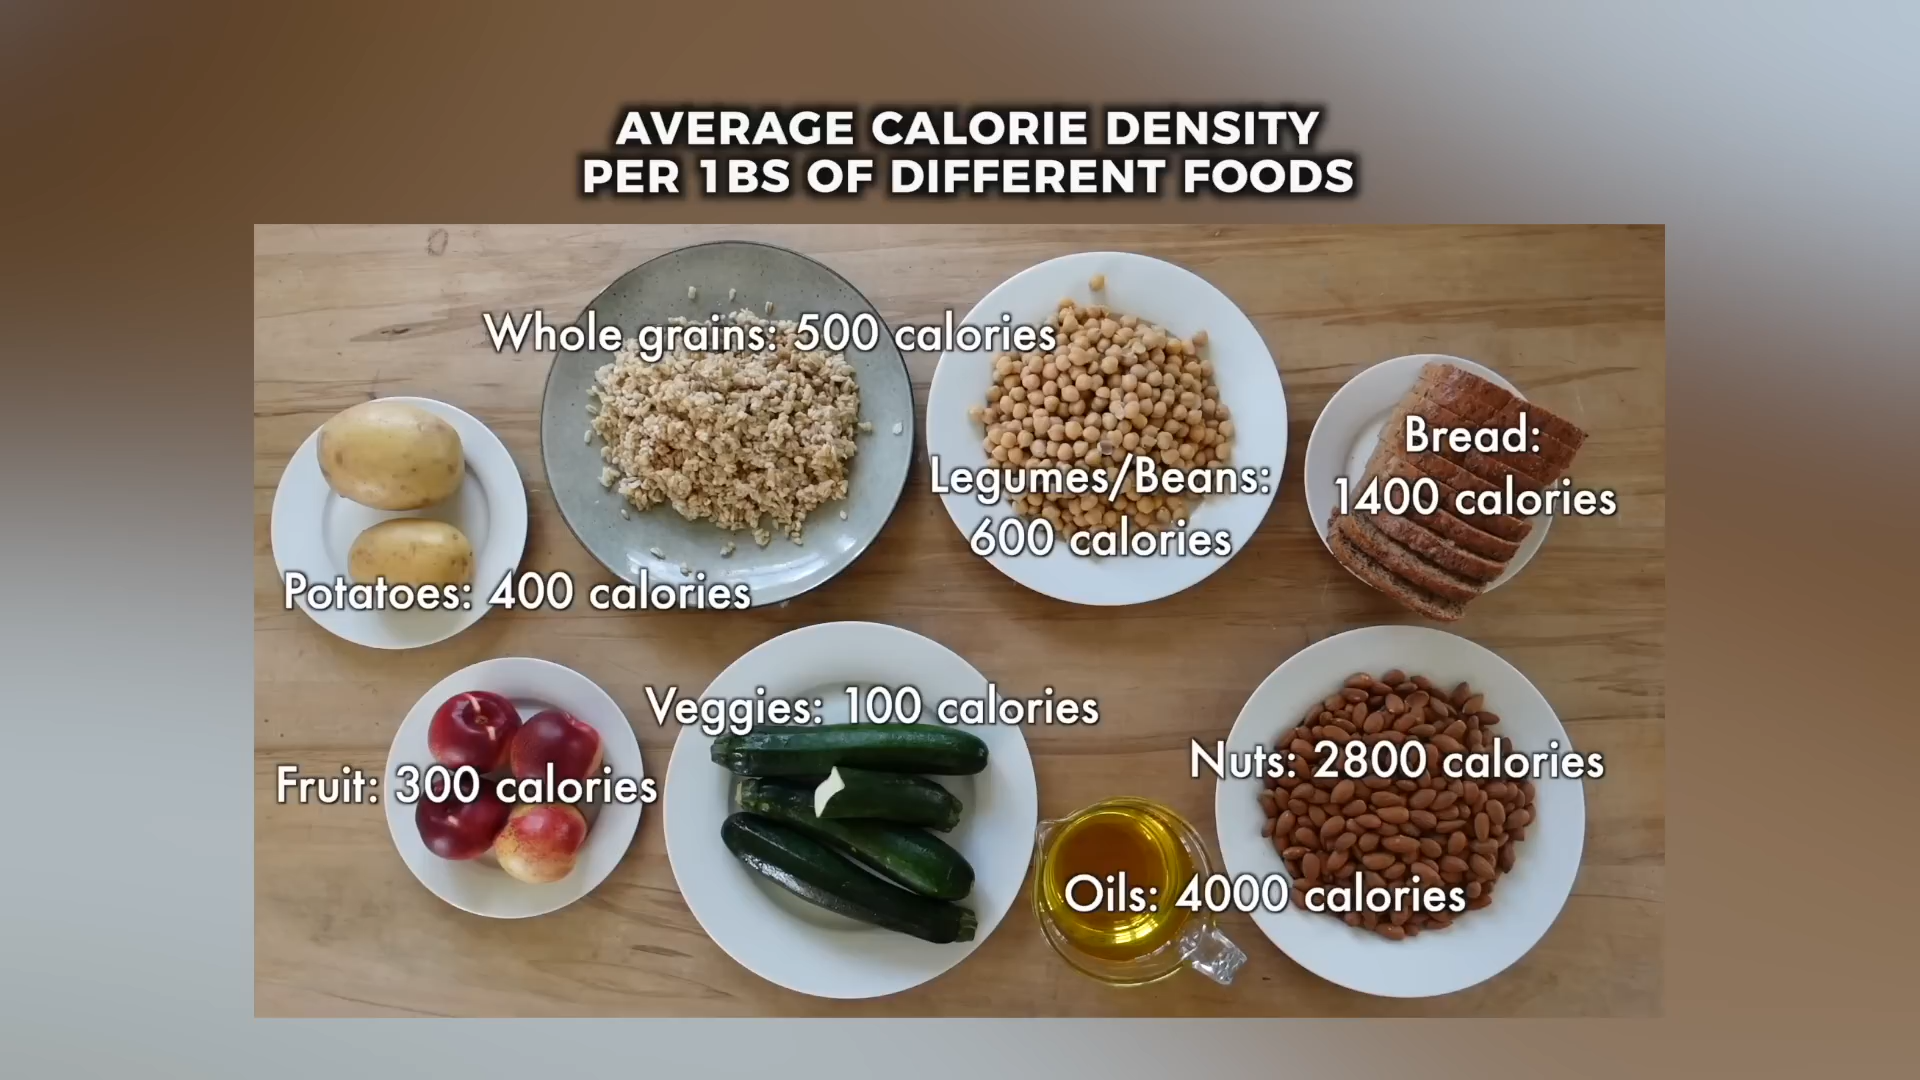 AVERAGE CALORIE DENSITY
PER 1BS OF DIFFERENT FOODS
Whole grains: 500 calories
Bread:
1400 calories
Legumes/Beans:
600 calories
Potatoes: 400 calories
Veggies: 100 calories
Fruit: 300 calories
Nuts: 2800 calories
Oils: 4000 calories